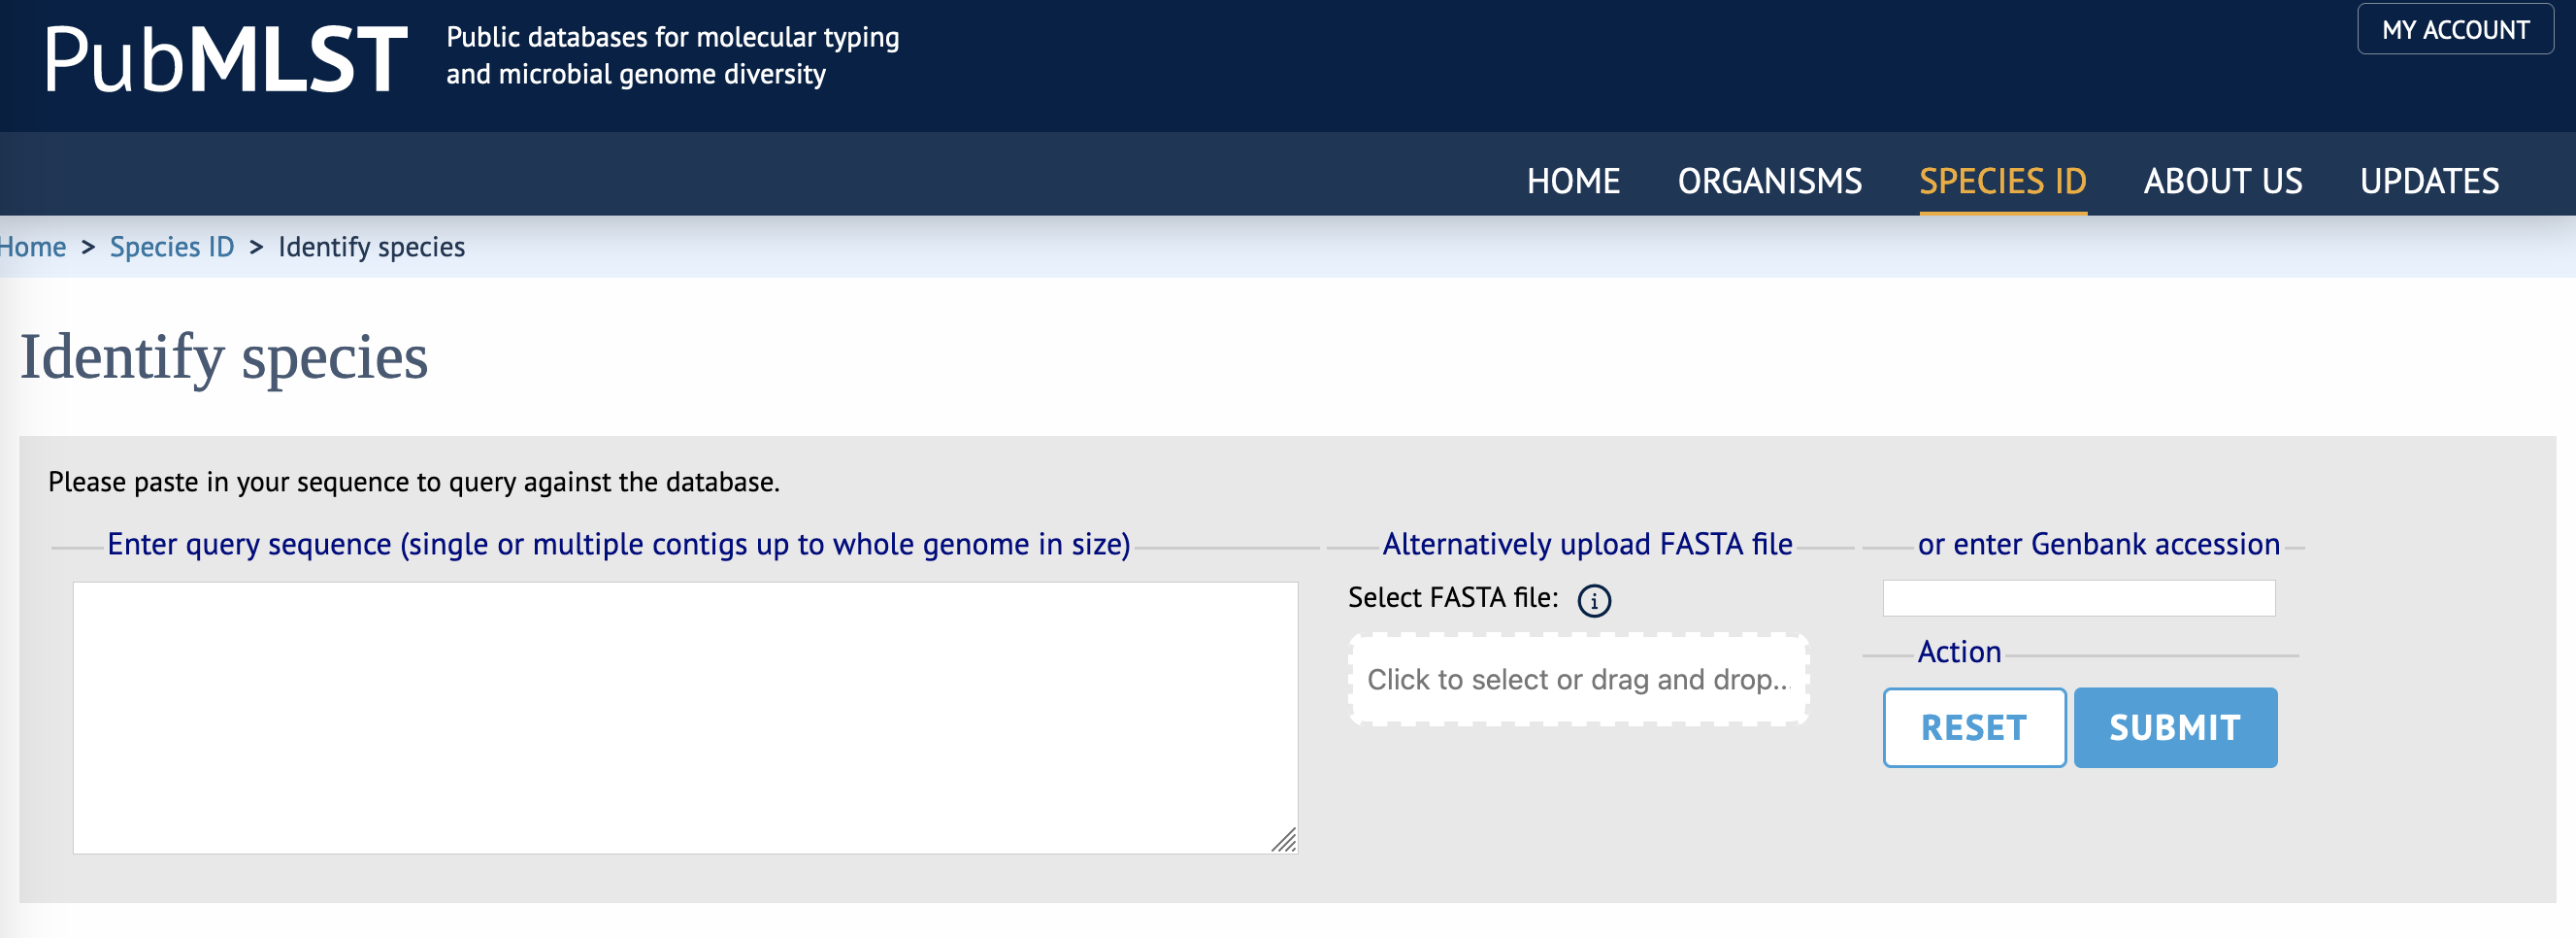 PubMLST
Public databases for molecular typing
and microbial genome diversity
MY ACCOUNT
HOME ORGANISMS SPECIES ID ABOUT US UPDATES
Home > Species ID > Identify species
Identify species
Please paste in your sequence to query against the database.
Enter query sequence (single or multiple contigs up to whole genome in size)
Alternatively upload FASTA file
Select FASTA file:
Click to select or drag and drop...
or enter Genbank accession
Action
RESET SUBMIT